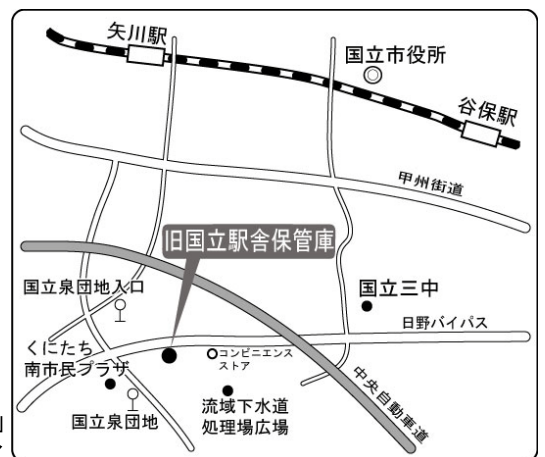 矢川駅
国立市役所
谷保駅
甲州街道
旧国立駅舎保管庫
国立泉団地入口
国立三中
日野バイパス
くにたち
南市民プラザ
コンビニエンス
ストア
中央自動車道
国立泉団地
流域下水道
処理場広場